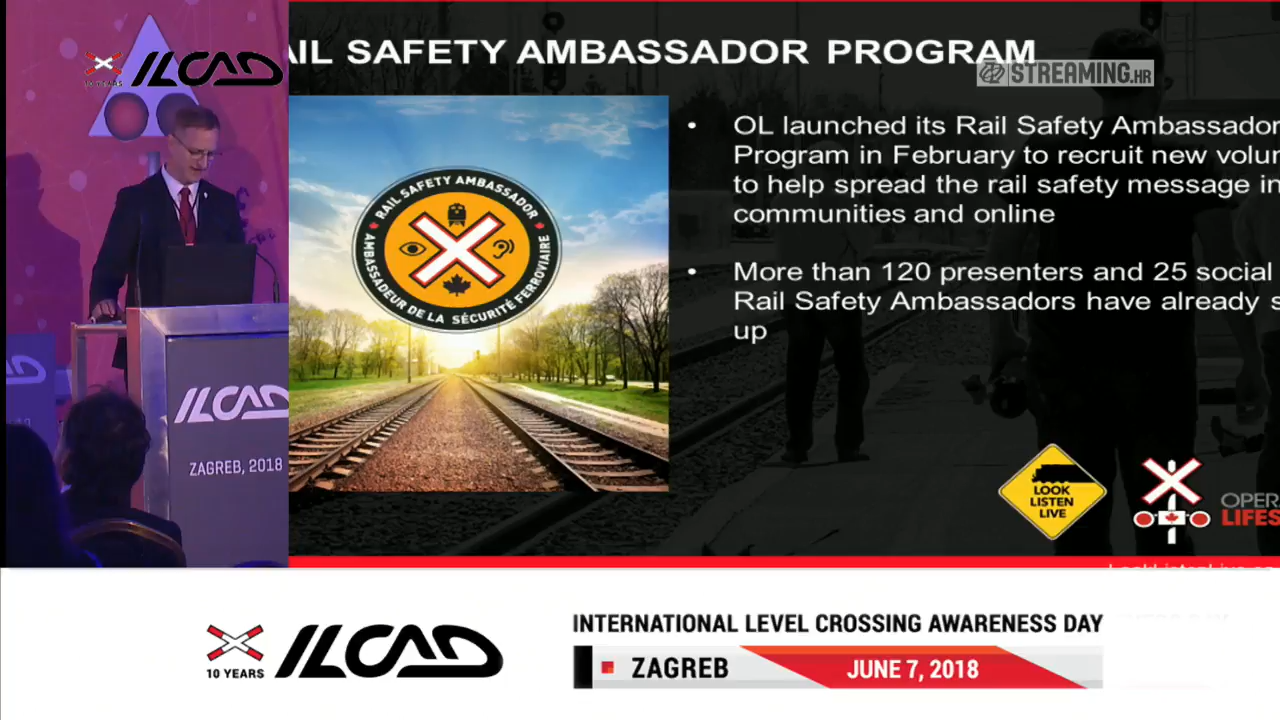 AIL SAFETY AMBASSADOR PROGRAM
STREAMING.HR
10 YEARS ILCAD
RAIL SAFETY AMBASSADOR
AMBASSADEUR DE LA SÉCURITÉ FERROVIAIRE
• OL launched its Rail Safety Ambassador
Program in February to recruit new volu
to help spread the rail safety message in
communities and online
• More than 120 presenters and 25 social
Rail Safety Ambassadors have already s
up
ILCAD
ZAGREB, 2018
LOOK
LISTEN
LIVE
OPER
LIFES
10 YEARS ILCAD
INTERNATIONAL LEVEL CROSSING AWARENESS DAY
ZAGREB JUNE 7, 2018